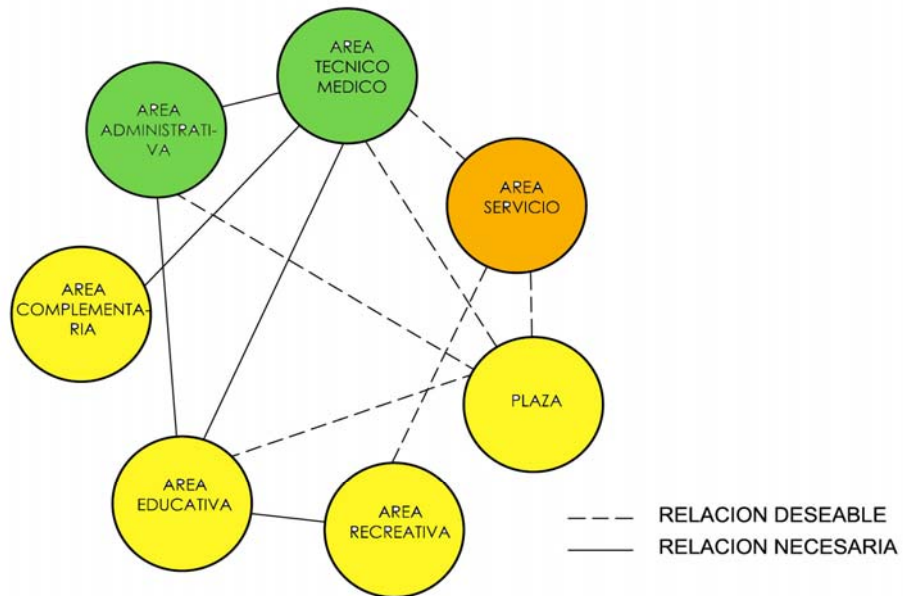 AREA
TECNICO
MEDICO
AREA
ADMINISTRATI-
VA
AREA
SERVICIO
AREA
COMPLEMENTA-
RIA
PLAZA
AREA
EDUCATIVA
AREA
RECREATIVA
RELACION DESEABLE
RELACION NECESARIA